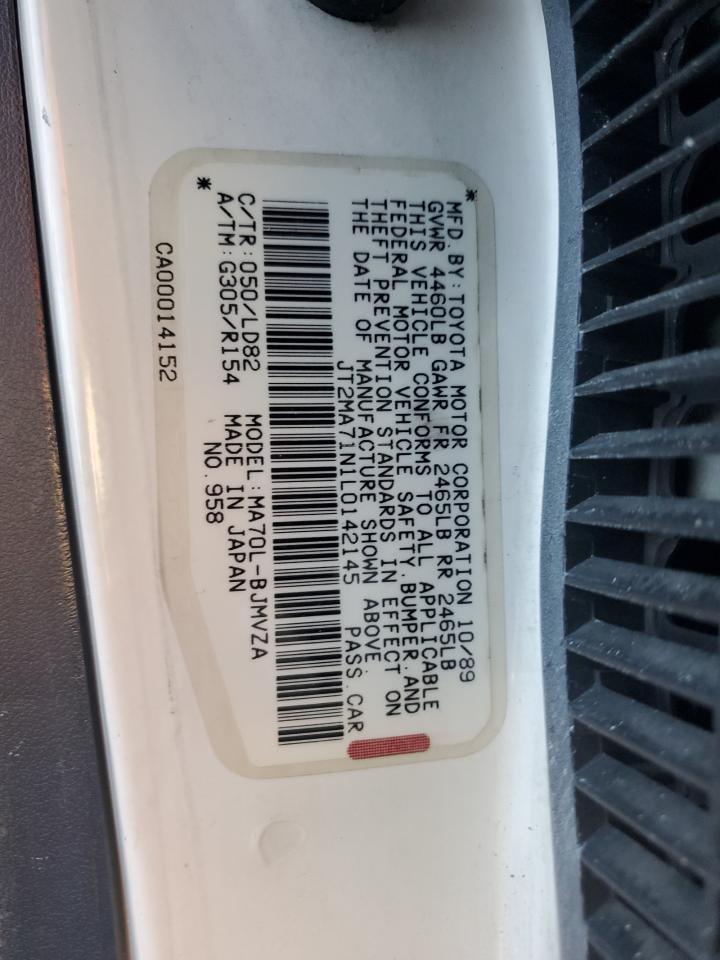 MFD. BY: TOYOTA MOTOR CORPORATION 10/89
GVWR 4460LB GAWR FR 2465LB RR 2465LB
THIS VEHICLE CONFORMS TO ALL APPLICABLE
FEDERAL MOTOR VEHICLE SAFETY. BUMPER. AND
THEFT PREVENTION STANDARDS IN EFFECT ON
THE DATE OF MANUFACTURE SHOWN ABOVE.
JT2MA71N1L0142145 PASS. CAR
C/TR: 050/LD82 MODEL: MA70L-BJMVZA
A/TM: G305/R154 MADE IN JAPAN
NO. 958
CA00014152